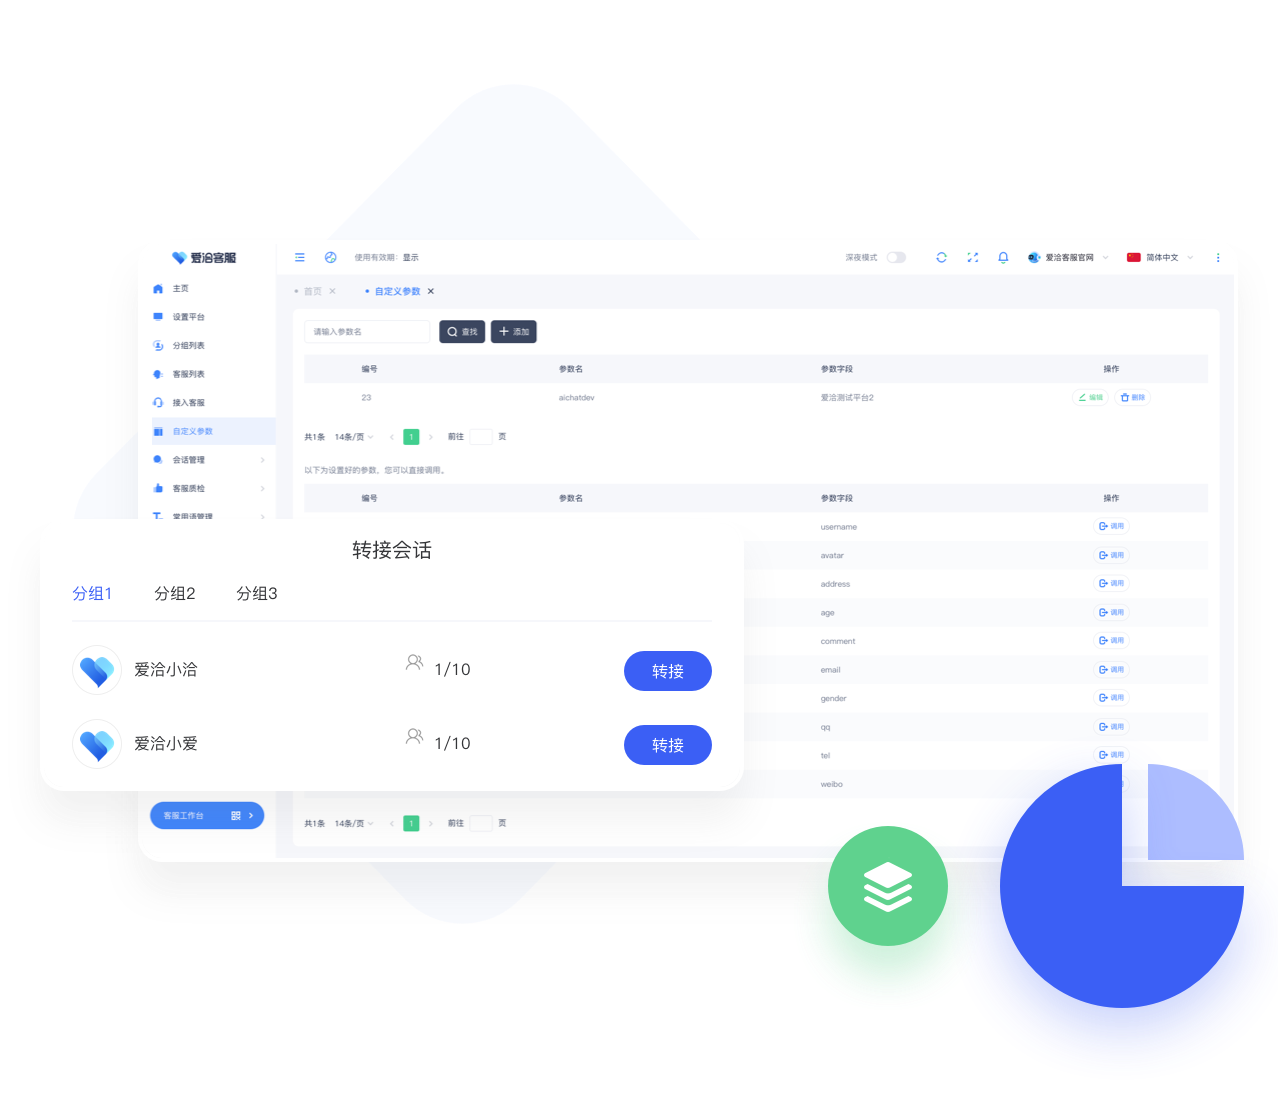 爱洽客服
使用有效期： 显示
深夜模式
爱洽客服官网
简体中文
主页
设置平台
分组列表
客服列表
接入客服
自定义参数
会话管理
客服质检
常用语管理
客服工作台
首页
自定义参数
请输入参数名
查找
添加
编号 参数名 参数字段 操作
23 aichatdev 爱洽测试平台2 编辑 删除
共1条 14条/页 1 前往 页
以下为设置好的参数，您可以直接调用。
编号 参数名 参数字段 操作
username 调用
avatar 调用
address 调用
age 调用
comment 调用
email 调用
gender 调用
qq 调用
tel 调用
weibo
共1条 14条/页 1 前往 页
转接会话
分组1 分组2 分组3
爱洽小洽 1/10 转接
爱洽小爱 1/10 转接